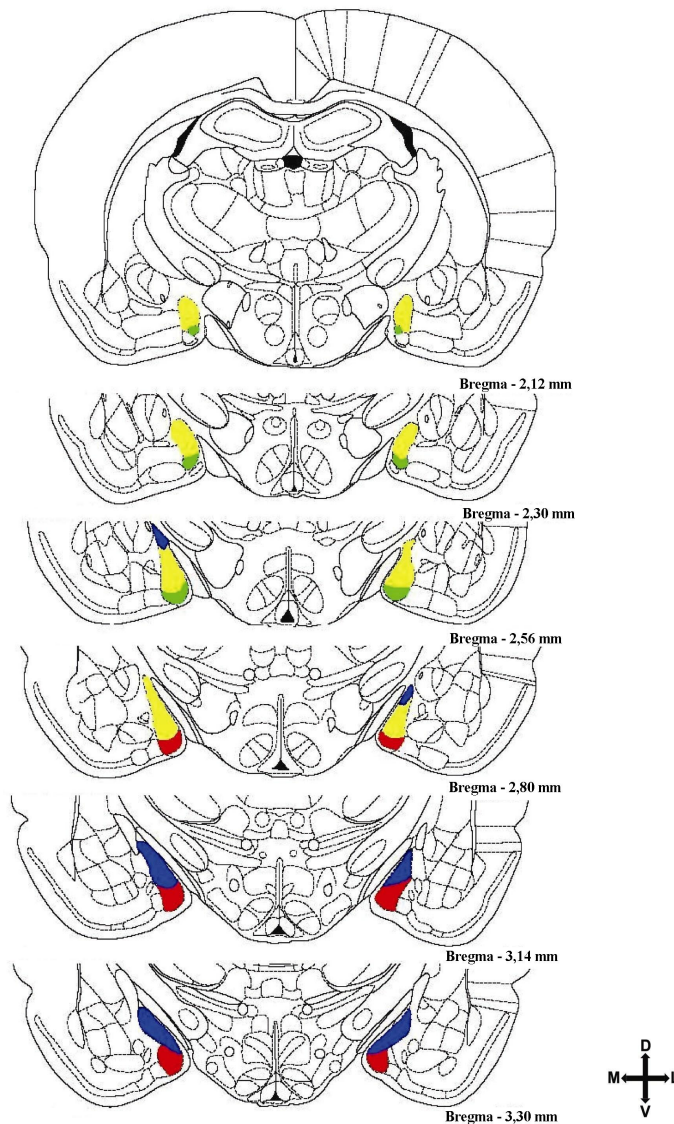 Bregma - 2,12 mm
Bregma - 2,30 mm
Bregma - 2,56 mm
Bregma - 2,80 mm
Bregma - 3,14 mm
Bregma - 3,30 mm
D
M L
V